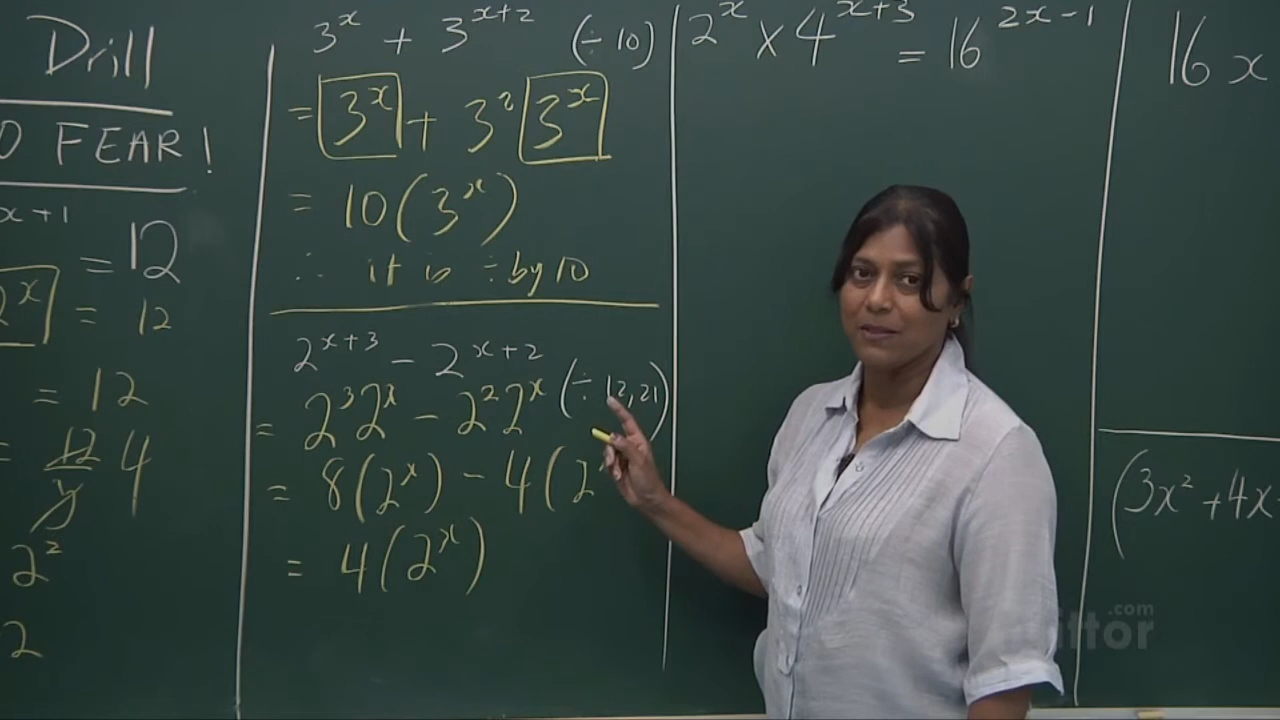 Drill
O FEAR!
x+1
= 12
2^x = 12
= 12
= 12 4
2^2
2
3^x + 3^{x+2} (÷ 10)
= 3^x + 3^2 3^x
= 10(3^x)
∴ it is ÷ by 10
2^{x+3} - 2^{x+2}
= 2^3 2^x - 2^2 2^x (÷ 12, 21)
= 8(2^x) - 4(2
= 4(2^x)
2^x × 4^{x+3} = 16^{2x-1}
16x
(3x^2 + 4x
.com